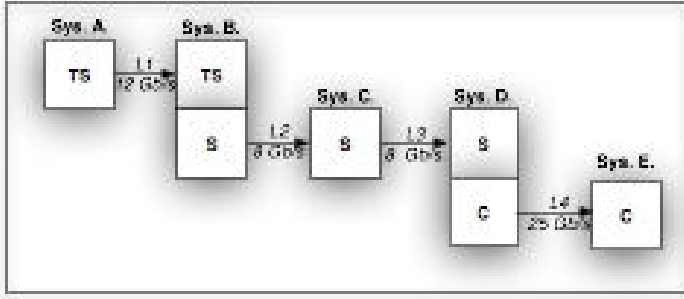 Sys. A.
TS
L1
12 Gb/s
Sys. B.
TS
S
L2
8 Gb/s
Sys. C.
S
L3
8 Gb/s
Sys. D.
S
C
L4
25 Gb/s
Sys. E.
C